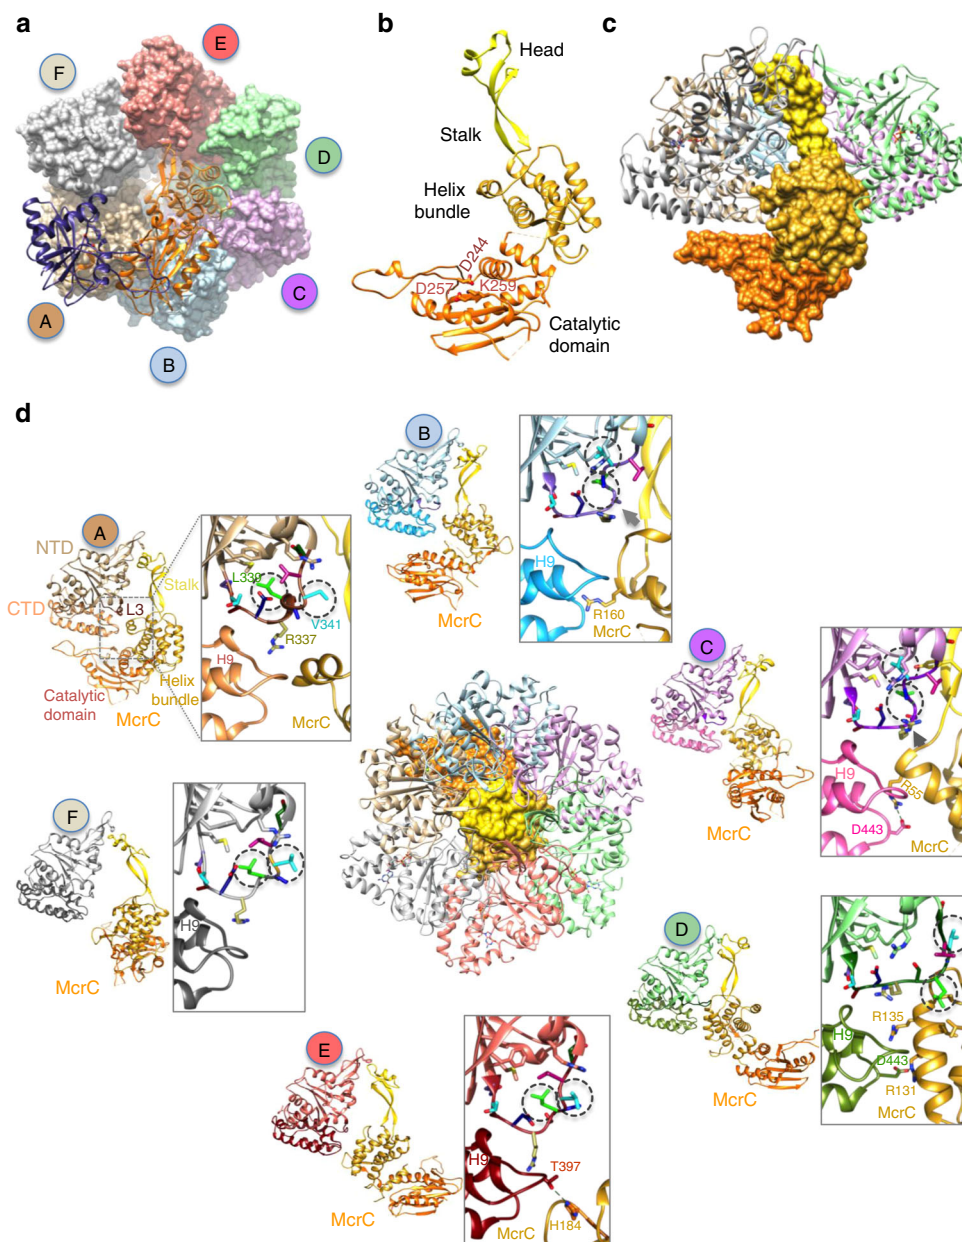 a
E
F
D
C
A
B
b
Head
Stalk
Helix
bundle
D244
D257
K259
Catalytic
domain
c
d
A
NTD
CTD
Stalk
L3
Catalytic
domain
Helix
bundle
McrC
L339
V341
R337
H9
McrC
B
McrC
H9
R160
McrC
C
McrC
H9
R55
D443
McrC
F
McrC
H9
D
McrC
R135
H9
D443
R131
McrC
E
McrC
H9
T397
H184
McrC